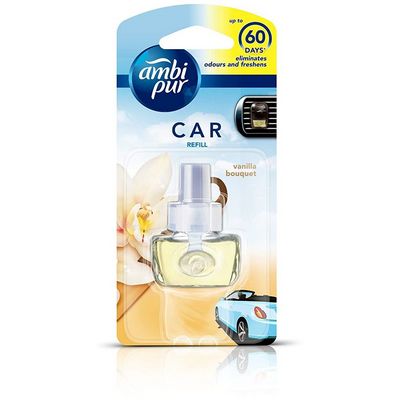 ambi
pur
up to
60
DAYS*
eliminates
odours and freshens
CAR
REFILL
vanilla
bouquet